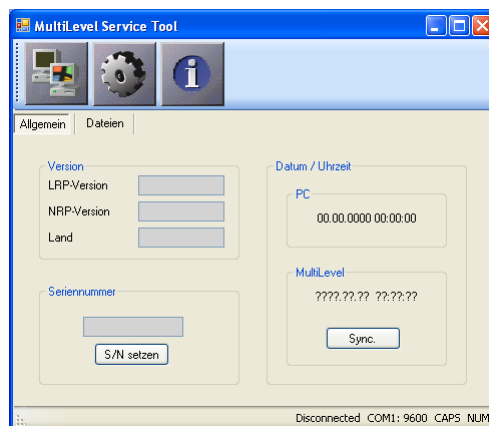 MultiLevel Service Tool
Allgemein Dateien
Version
LRP-Version
NRP-Version
Land
Seriennummer
S/N setzen
Datum / Uhrzeit
PC
00.00.0000 00:00:00
MultiLevel
????.??.?? ??:??:??
Sync.
Disconnected COM1: 9600 CAPS NUM